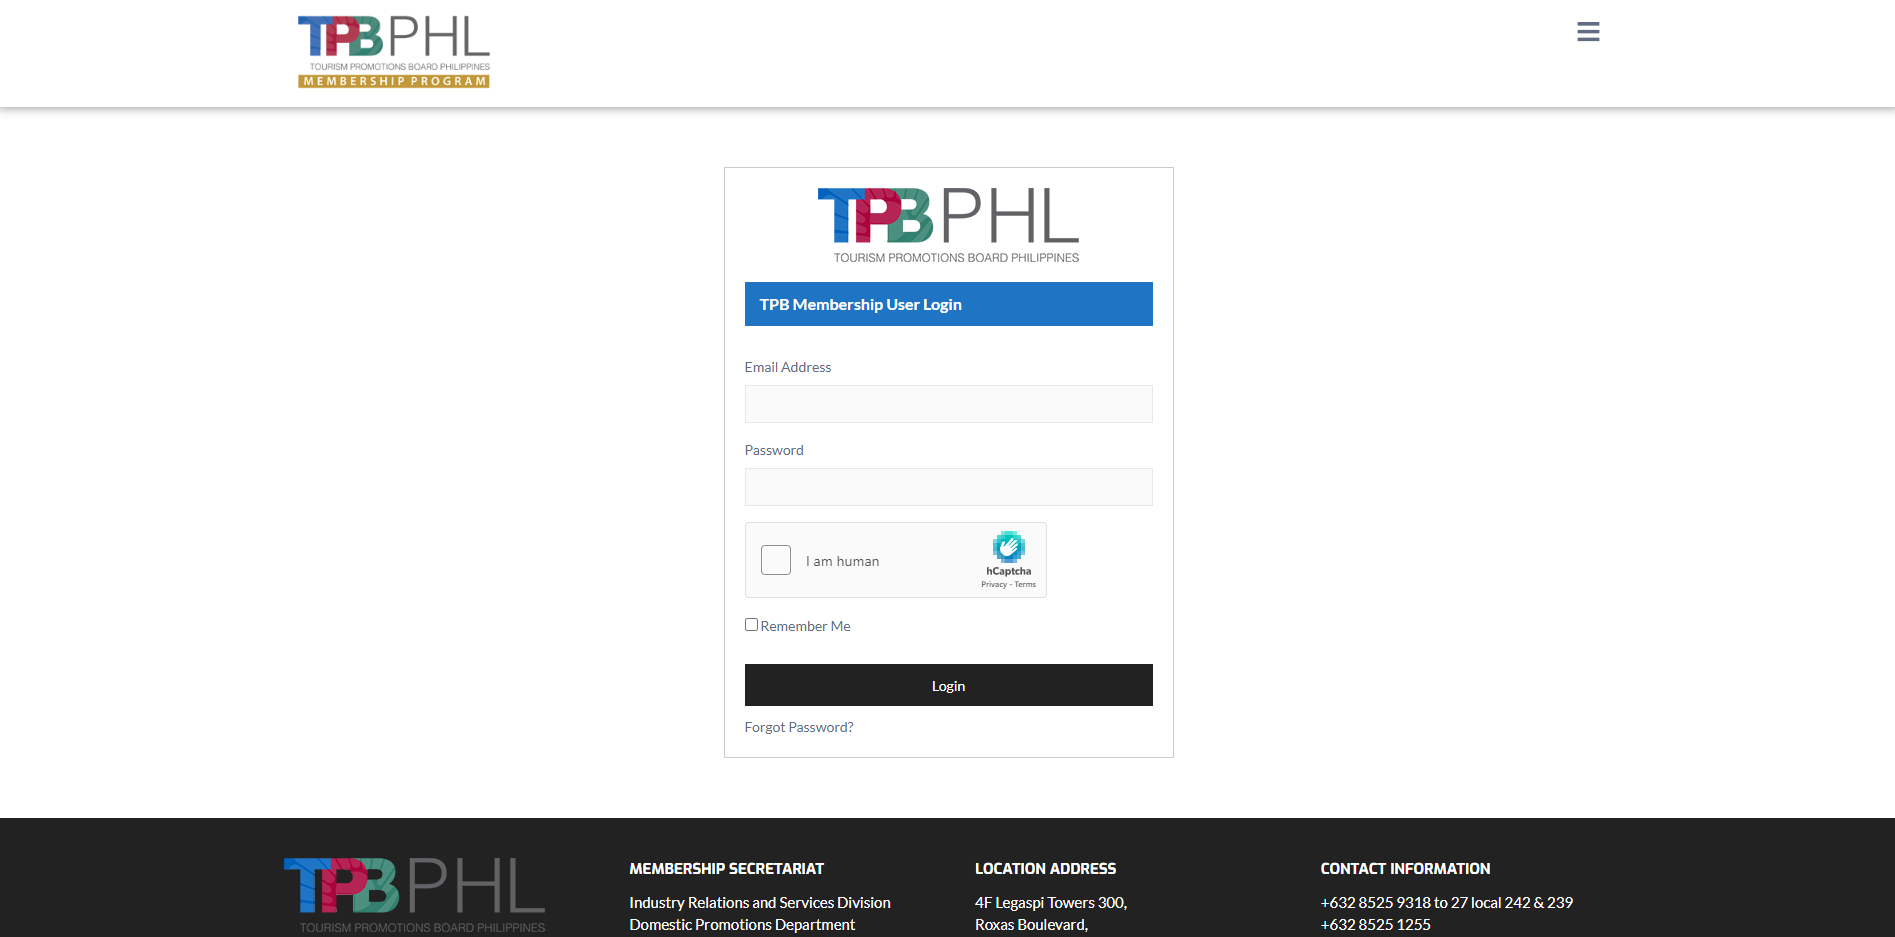 TPBPHL
TOURISM PROMOTIONS BOARD PHILIPPINES
MEMBERSHIP PROGRAM
TPBPHL
TOURISM PROMOTIONS BOARD PHILIPPINES
TPB Membership User Login
Email Address
Password
I am human
hCaptcha
Privacy - Terms
Remember Me
Login
Forgot Password?
TPBPHL
TOURISM PROMOTIONS BOARD PHILIPPINES
MEMBERSHIP SECRETARIAT
Industry Relations and Services Division
Domestic Promotions Department
LOCATION ADDRESS
4F Legaspi Towers 300,
Roxas Boulevard,
CONTACT INFORMATION
+632 8525 9318 to 27 local 242 & 239
+632 8525 1255